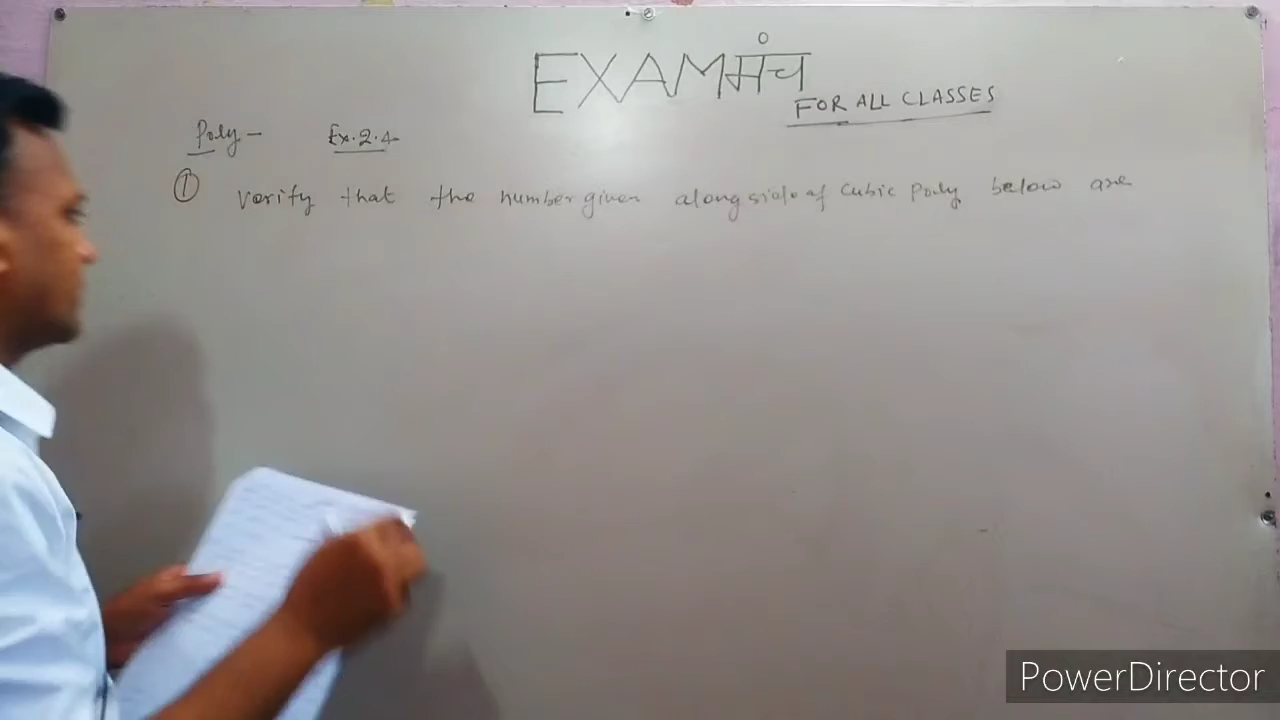 EXAMमंच
FOR ALL CLASSES
Poly - Ex. 2.4
① Verify that the number given along side of cubic Poly below are
PowerDirector